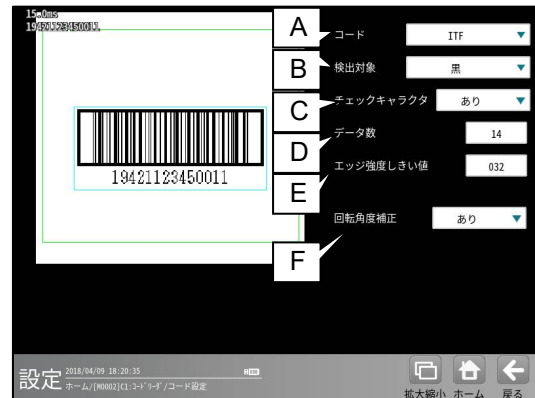 15.0ms
19421123450011
19421123450011
A
B
C
D
E
F
コード ITF
検出対象 黒
チェックキャラクタ あり
データ数 14
エッジ強度しきい値 032
回転角度補正 あり
設定
2018/04/09 18:20:35
ホーム/[M0002]C1:コードリーダ/コード設定
拡大縮小 ホーム 戻る